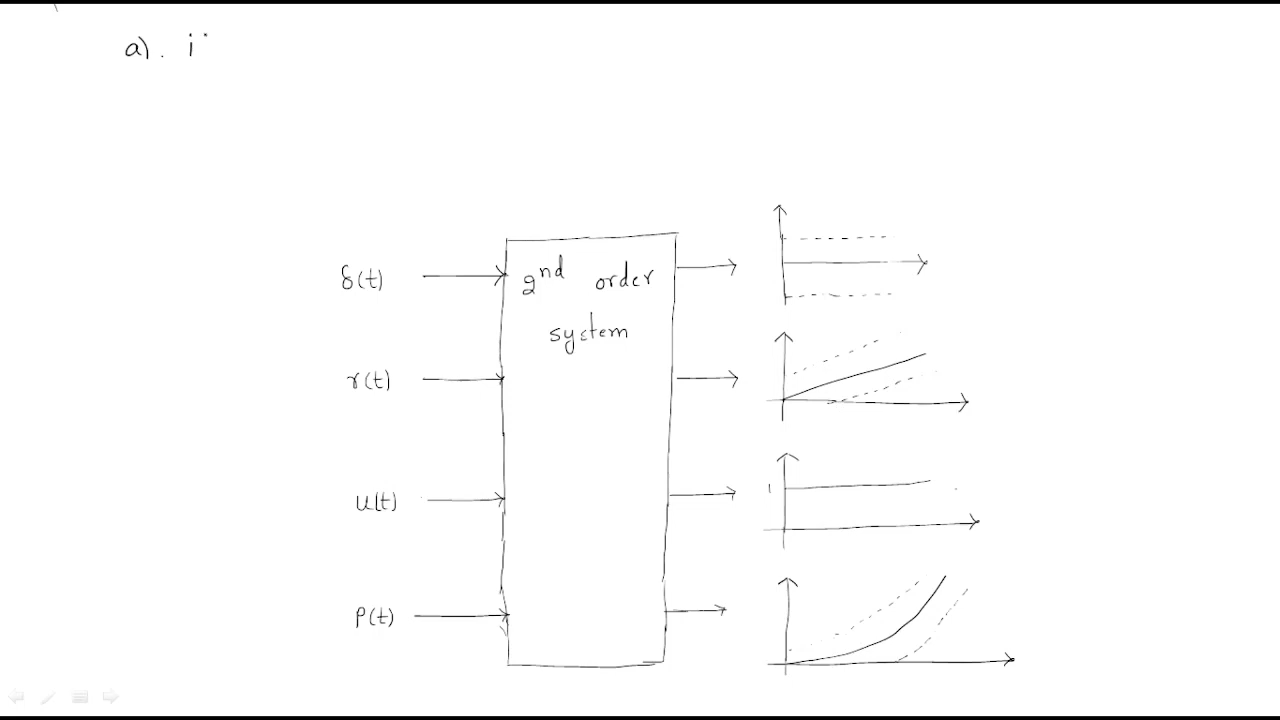 a). i
δ(t)
2nd order
system
r(t)
u(t)
1
P(t)